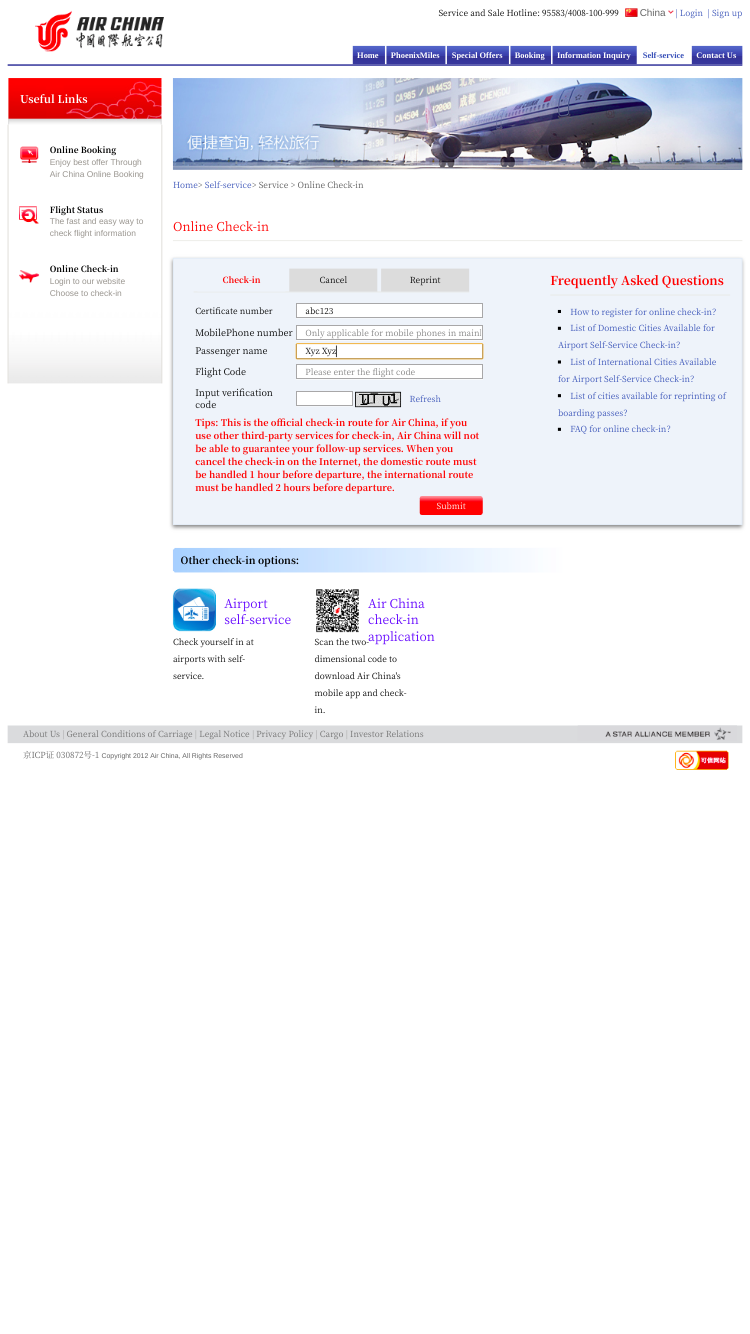 Service and Sale Hotline: 95583/4008-100-999 China | Login | Sign up
AIR CHINA
中国国際航空公司
Home PhoenixMiles Special Offers Booking Information Inquiry Self-service Contact Us
Useful Links
Online Booking
Enjoy best offer Through
Air China Online Booking
Flight Status
The fast and easy way to
check flight information
Online Check-in
Login to our website
Choose to check-in
11:25
CA985 / UA4453
成都 CHENGDU
便捷查询, 轻松旅行
Home> Self-service> Service > Online Check-in
Online Check-in
Check-in Cancel Reprint
Certificate number abc123
MobilePhone number Only applicable for mobile phones in mainl
Passenger name Xyz Xyz
Flight Code Please enter the flight code
Input verification
code
Refresh
Tips: This is the official check-in route for Air China, if you
use other third-party services for check-in, Air China will not
be able to guarantee your follow-up services. When you
cancel the check-in on the Internet, the domestic route must
be handled 1 hour before departure, the international route
must be handled 2 hours before departure.
Submit
Frequently Asked Questions
How to register for online check-in?
List of Domestic Cities Available for
Airport Self-Service Check-in?
List of International Cities Available
for Airport Self-Service Check-in?
List of cities available for reprinting of
boarding passes?
FAQ for online check-in?
Other check-in options:
Airport
self-service
Check yourself in at
airports with self-
service.
Air China
check-in
application
Scan the two-
dimensional code to
download Air China's
mobile app and check-
in.
About Us | General Conditions of Carriage | Legal Notice | Privacy Policy | Cargo | Investor Relations
A STAR ALLIANCE MEMBER
京ICP证 030872号-1 Copyright 2012 Air China, All Rights Reserved
可信网站